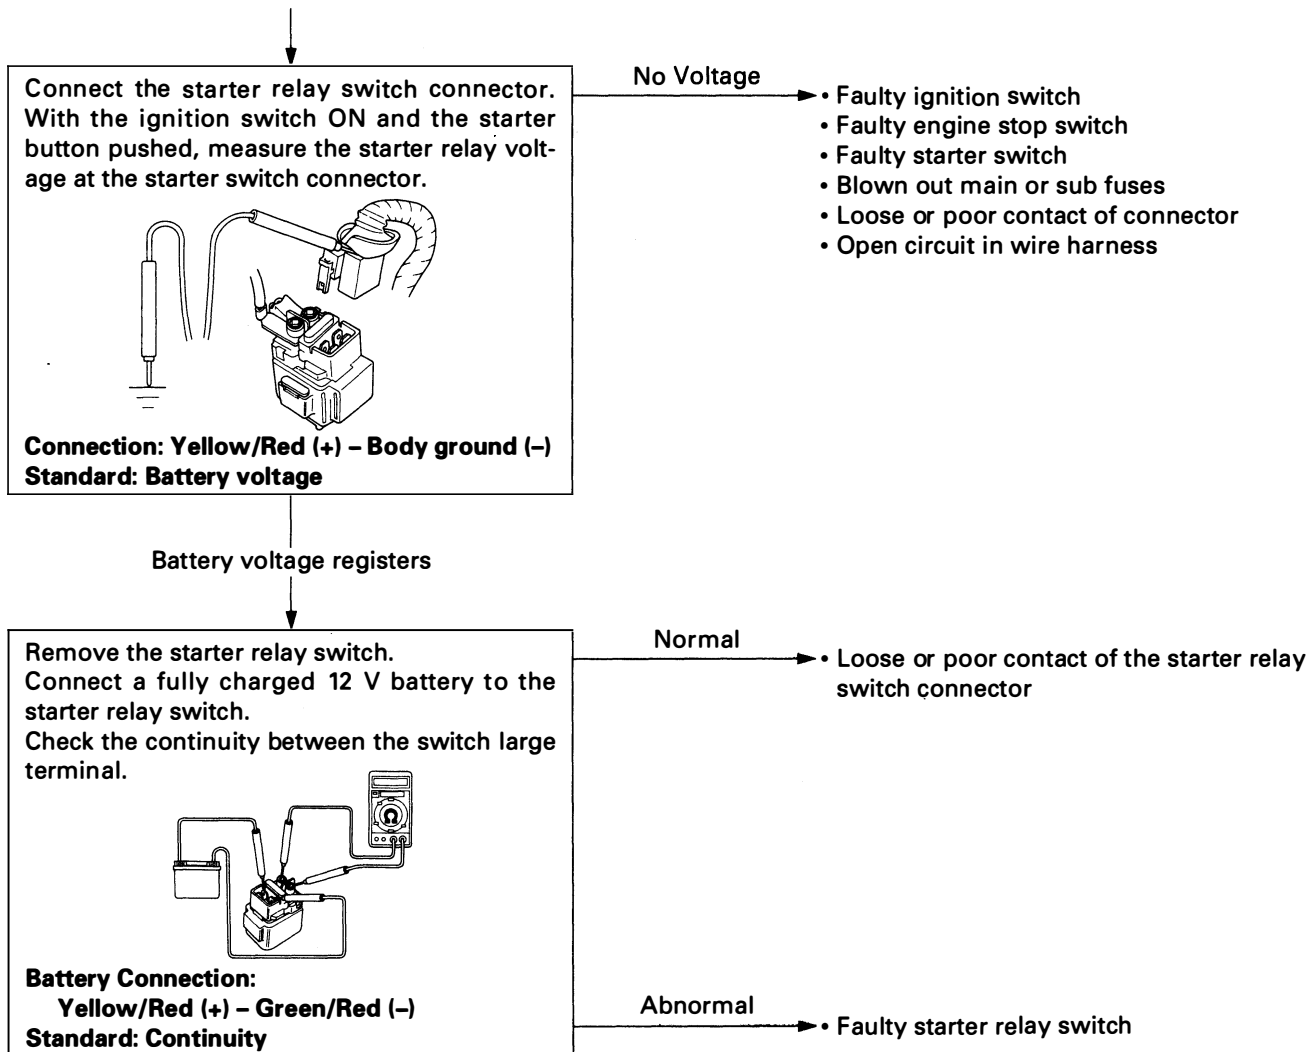 Connect the starter relay switch connector.
With the ignition switch ON and the starter
button pushed, measure the starter relay volt-
age at the starter switch connector.
Connection: Yellow/Red (+) – Body ground (–)
Standard: Battery voltage
No Voltage
• Faulty ignition switch
• Faulty engine stop switch
• Faulty starter switch
• Blown out main or sub fuses
• Loose or poor contact of connector
• Open circuit in wire harness
Battery voltage registers
Remove the starter relay switch.
Connect a fully charged 12 V battery to the
starter relay switch.
Check the continuity between the switch large
terminal.
Battery Connection:
Yellow/Red (+) – Green/Red (–)
Standard: Continuity
Normal
• Loose or poor contact of the starter relay
switch connector
Abnormal
• Faulty starter relay switch